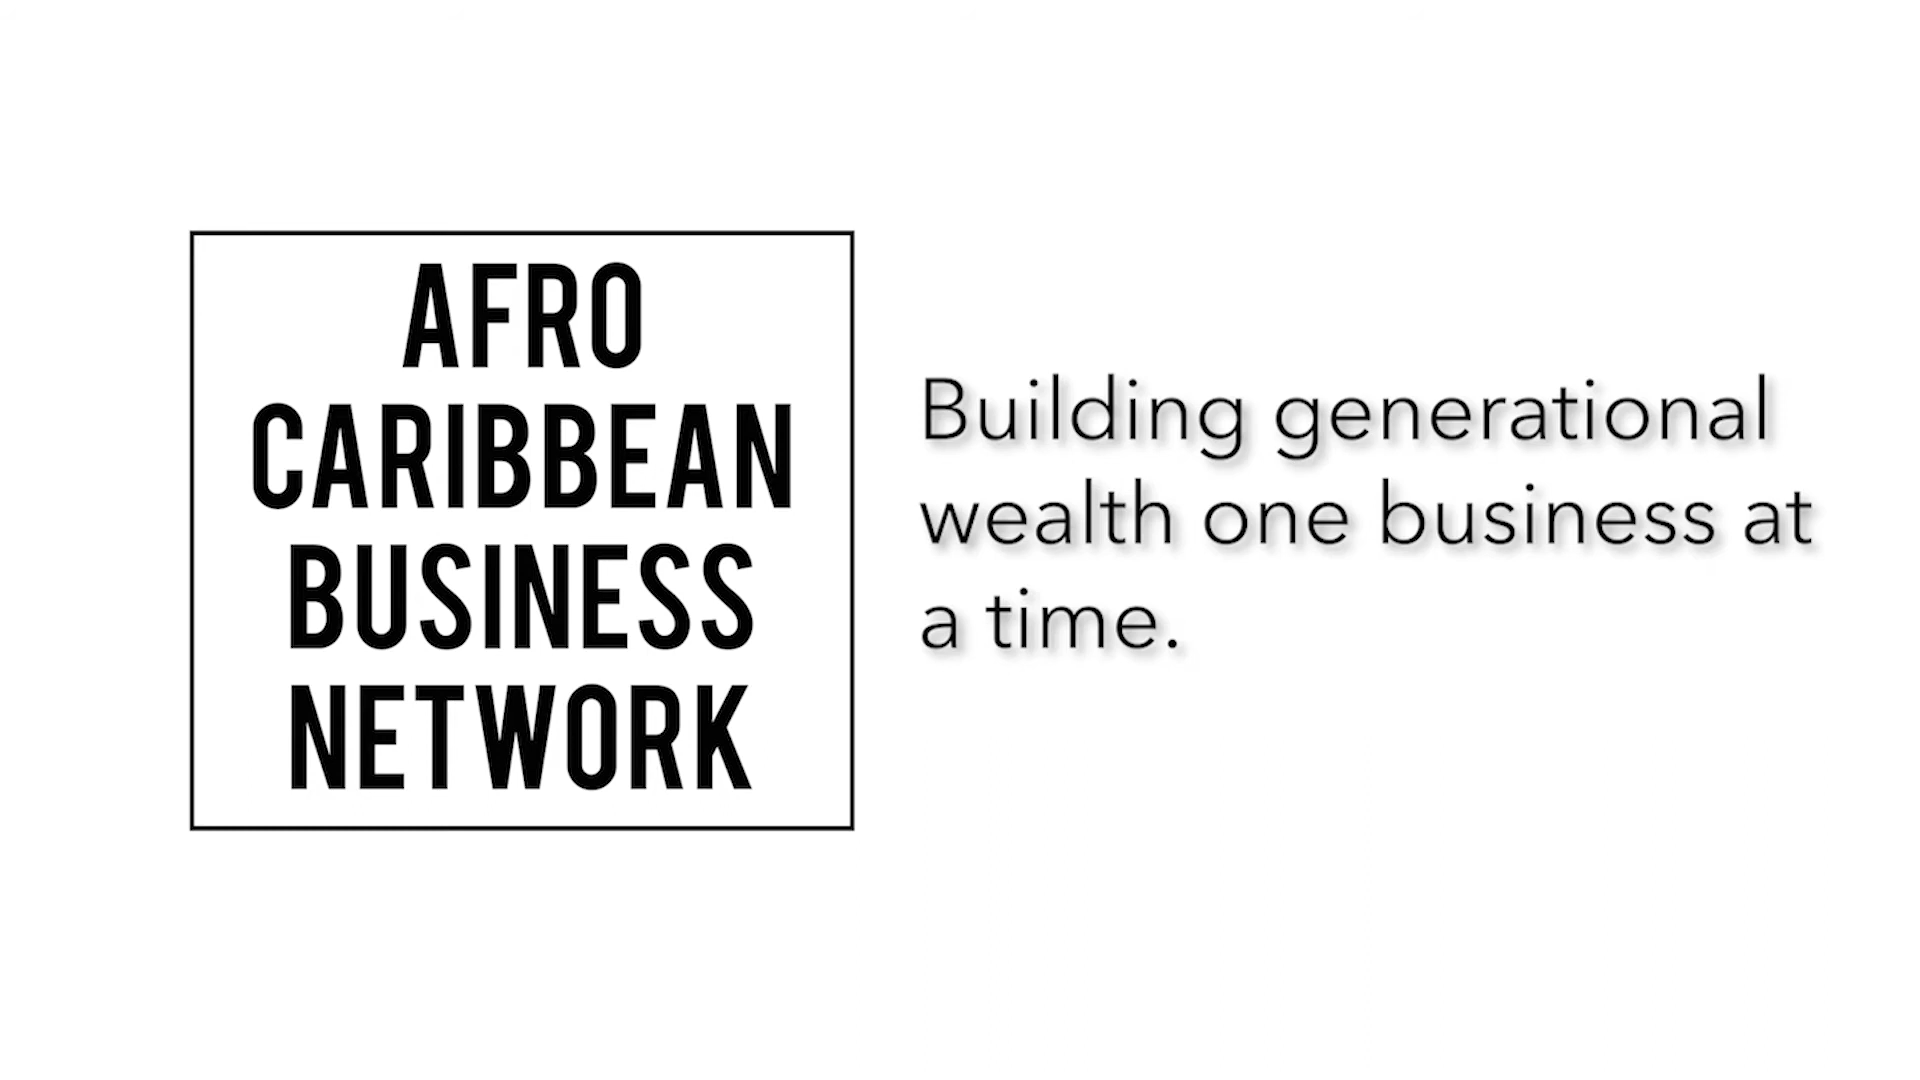 AFRO
CARIBBEAN
BUSINESS
NETWORK
Building generational
wealth one business at
a time.